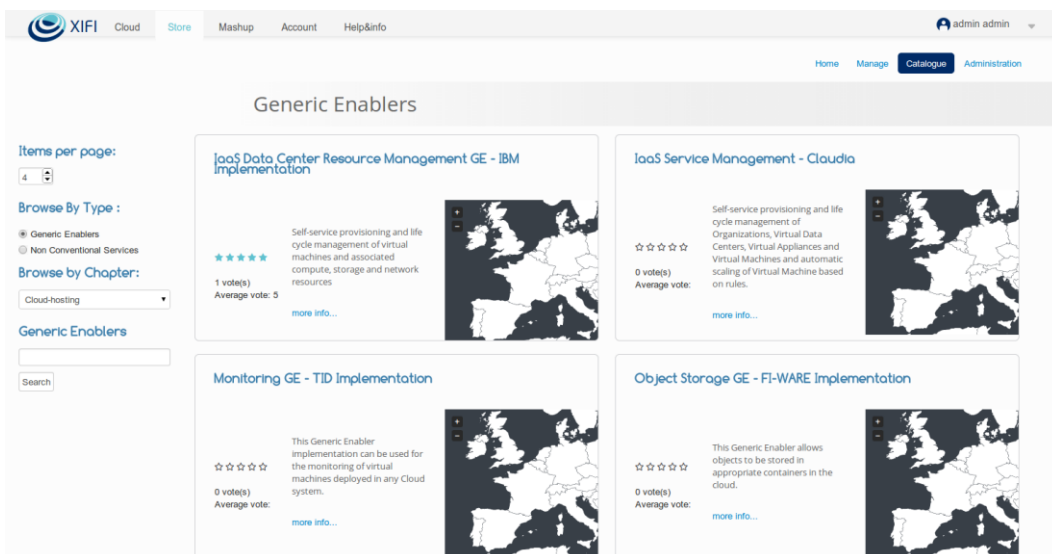 XIFI
Cloud
Store
Mashup
Account
Help&info
admin admin
Home
Manage
Catalogue
Administration
Generic Enablers
Items per page:
4
Browse By Type :
Generic Enablers
Non Conventional Services
Browse by Chapter:
Cloud-hosting
Generic Enablers
Search
IaaS Data Center Resource Management GE - IBM
Implementation
Self-service provisioning and life
cycle management of virtual
machines and associated
compute, storage and network
resources
1 vote(s)
Average vote: 5
more info...
+
-
IaaS Service Management - Claudia
Self-service provisioning and life
cycle management of
Organizations, Virtual Data
Centers, Virtual Appliances and
Virtual Machines and automatic
scaling of Virtual Machine based
on rules.
0 vote(s)
Average vote:
more info...
+
-
Monitoring GE - TID Implementation
This Generic Enabler
implementation can be used for
the monitoring of virtual
machines deployed in any Cloud
system.
0 vote(s)
Average vote:
more info...
+
-
Object Storage GE - FI-WARE Implementation
This Generic Enabler allows
objects to be stored in
appropriate containers in the
cloud.
0 vote(s)
Average vote:
more info...
+
-